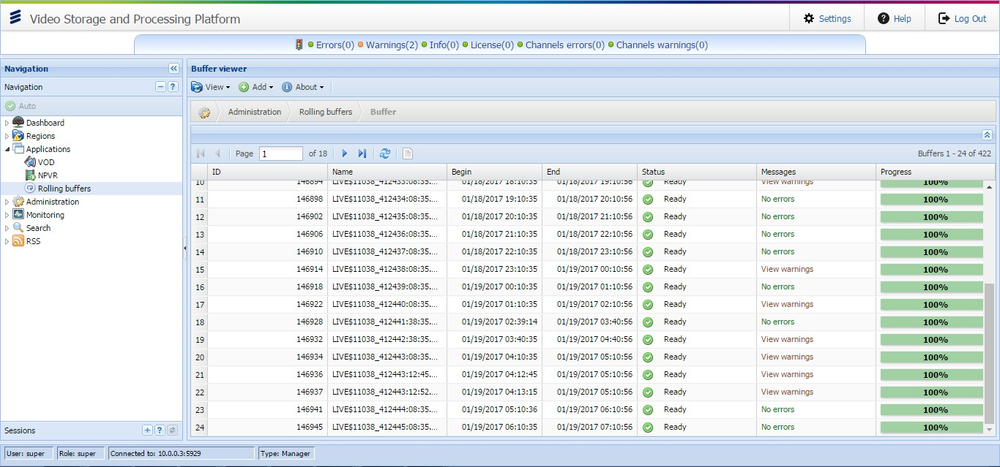 Video Storage and Processing Platform Settings Help Log Out
Errors(0) Warnings(2) Info(0) License(0) Channels errors(0) Channels warnings(0)
Navigation
Navigation
Auto
Dashboard
Regions
Applications
VOD
NPVR
Rolling buffers
Administration
Monitoring
Search
RSS
Sessions
Buffer viewer
View Add About
Administration Rolling buffers Buffer
Page 1 of 18 Buffers 1 - 24 of 422
ID Name Begin End Status Messages Progress
10 146894 LIVE$11038_412433:08:35.... 01/18/2017 18:10:35 01/18/2017 19:10:56 Ready View warnings 100%
11 146898 LIVE$11038_412434:08:35.... 01/18/2017 19:10:35 01/18/2017 20:10:56 Ready No errors 100%
12 146902 LIVE$11038_412435:08:35.... 01/18/2017 20:10:35 01/18/2017 21:10:56 Ready No errors 100%
13 146906 LIVE$11038_412436:08:35.... 01/18/2017 21:10:35 01/18/2017 22:10:56 Ready No errors 100%
14 146910 LIVE$11038_412437:08:35.... 01/18/2017 22:10:35 01/18/2017 23:10:56 Ready No errors 100%
15 146914 LIVE$11038_412438:08:35.... 01/18/2017 23:10:35 01/19/2017 00:10:56 Ready View warnings 100%
16 146918 LIVE$11038_412439:08:35.... 01/19/2017 00:10:35 01/19/2017 01:10:56 Ready No errors 100%
17 146922 LIVE$11038_412440:08:35.... 01/19/2017 01:10:35 01/19/2017 02:10:56 Ready View warnings 100%
18 146928 LIVE$11038_412441:38:35.... 01/19/2017 02:39:14 01/19/2017 03:40:56 Ready No errors 100%
19 146932 LIVE$11038_412442:38:35.... 01/19/2017 03:40:35 01/19/2017 04:40:56 Ready View warnings 100%
20 146934 LIVE$11038_412443:08:35.... 01/19/2017 04:10:35 01/19/2017 05:10:56 Ready View warnings 100%
21 146936 LIVE$11038_412443:12:45.... 01/19/2017 04:12:45 01/19/2017 05:10:56 Ready View warnings 100%
22 146937 LIVE$11038_412443:12:52.... 01/19/2017 04:13:15 01/19/2017 05:10:56 Ready View warnings 100%
23 146941 LIVE$11038_412444:08:35.... 01/19/2017 05:10:36 01/19/2017 06:10:56 Ready No errors 100%
24 146945 LIVE$11038_412445:08:35.... 01/19/2017 06:10:35 01/19/2017 07:10:56 Ready No errors 100%
User: super Role: super Connected to: 10.0.0.3:5929 Type: Manager